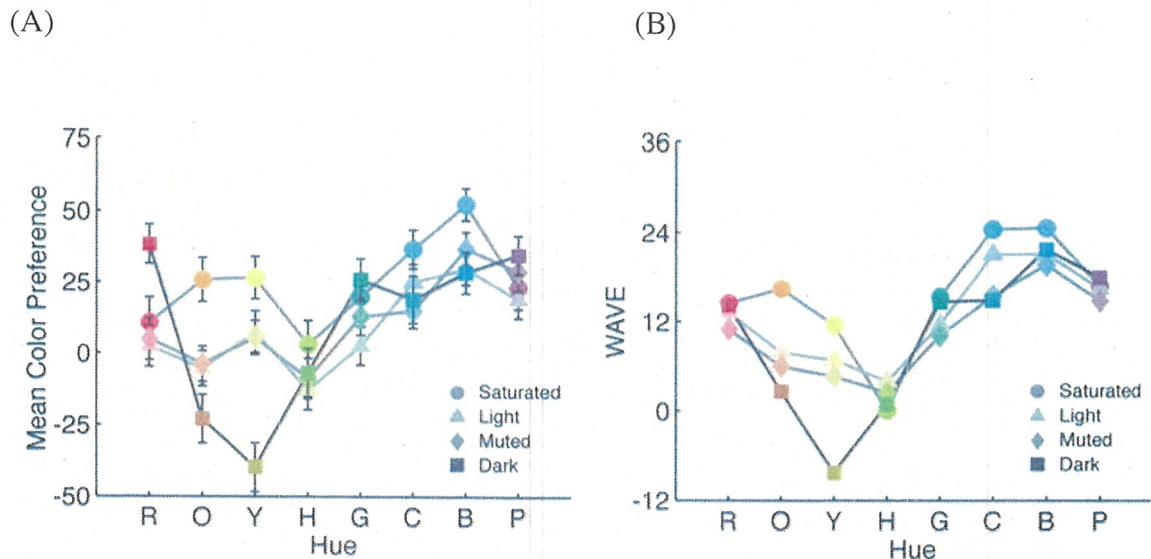 (A)
(B)
75
50
25
0
-25
-50
Mean Color Preference
R O Y H G C B P
Hue
Saturated
Light
Muted
Dark
36
24
12
0
-12
WAVE
R O Y H G C B P
Hue
Saturated
Light
Muted
Dark